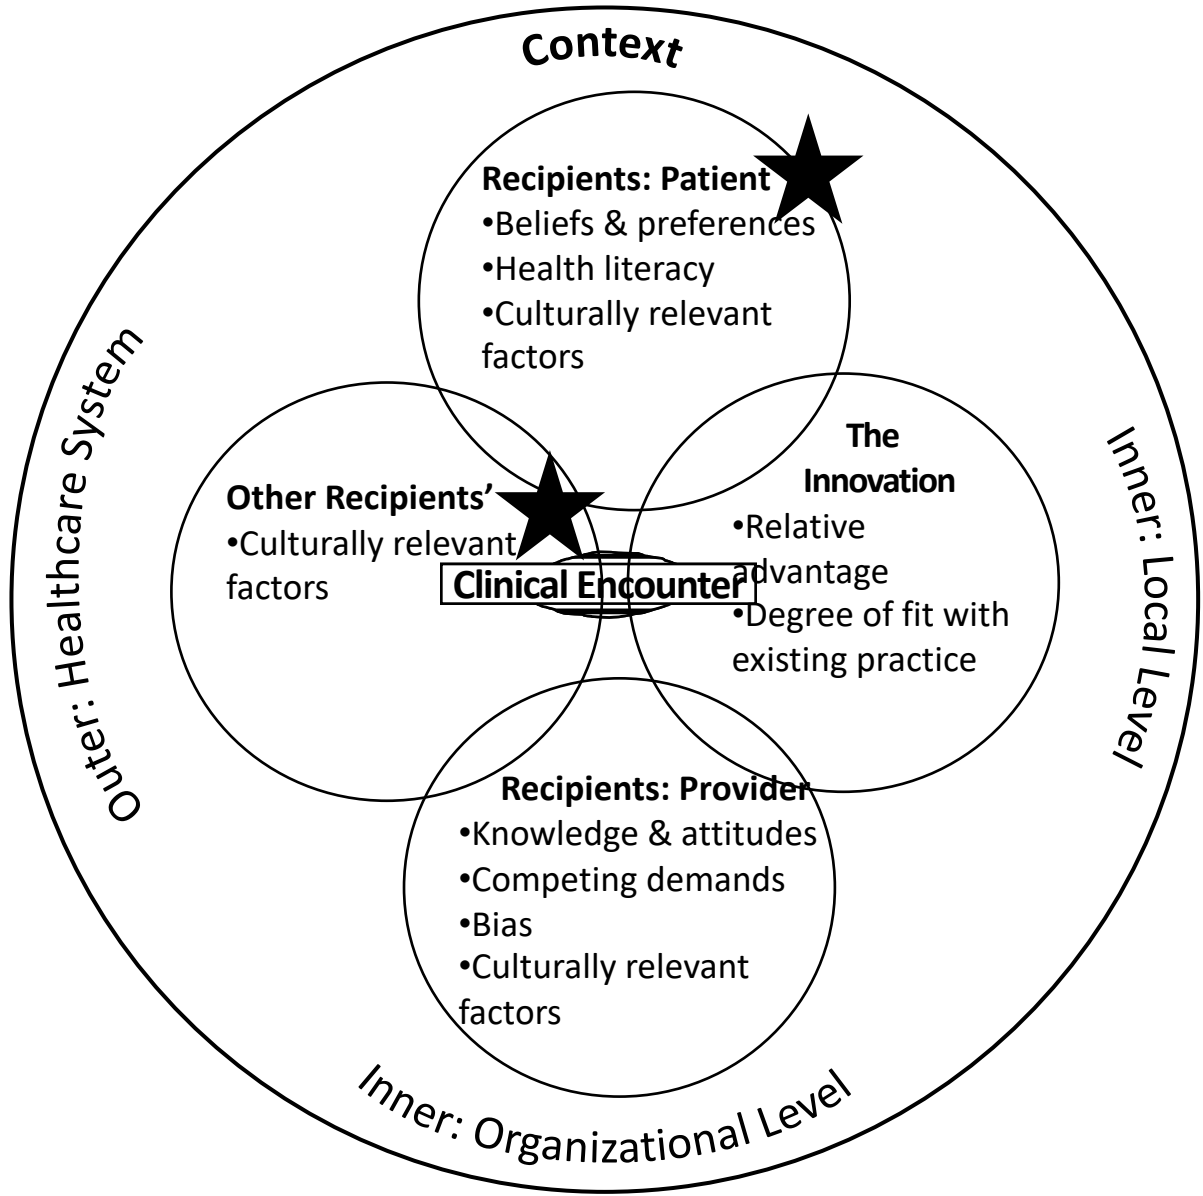 Context
Recipients: Patient
•Beliefs & preferences
•Health literacy
•Culturally relevant
factors
Outer: Healthcare System
Other Recipients’
•Culturally relevant
factors
Clinical Encounter
The
Innovation
•Relative
advantage
•Degree of fit with
existing practice
Inner: Local Level
Recipients: Provider
•Knowledge & attitudes
•Competing demands
•Bias
•Culturally relevant
factors
Inner: Organizational Level